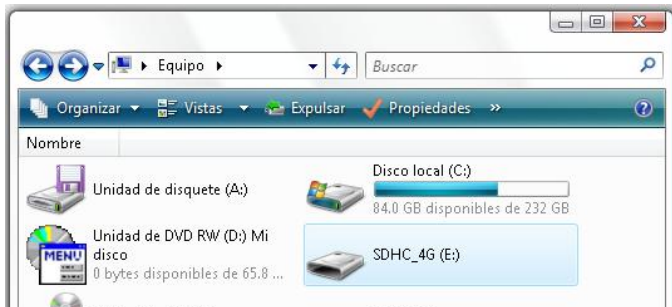 Equipo
Buscar
Organizar Vistas Expulsar Propiedades »
Nombre
Unidad de disquete (A:)
Disco local (C:)
84.0 GB disponibles de 232 GB
Unidad de DVD RW (D:) Mi
disco
0 bytes disponibles de 65.8 ...
MENU
SDHC_4G (E:)